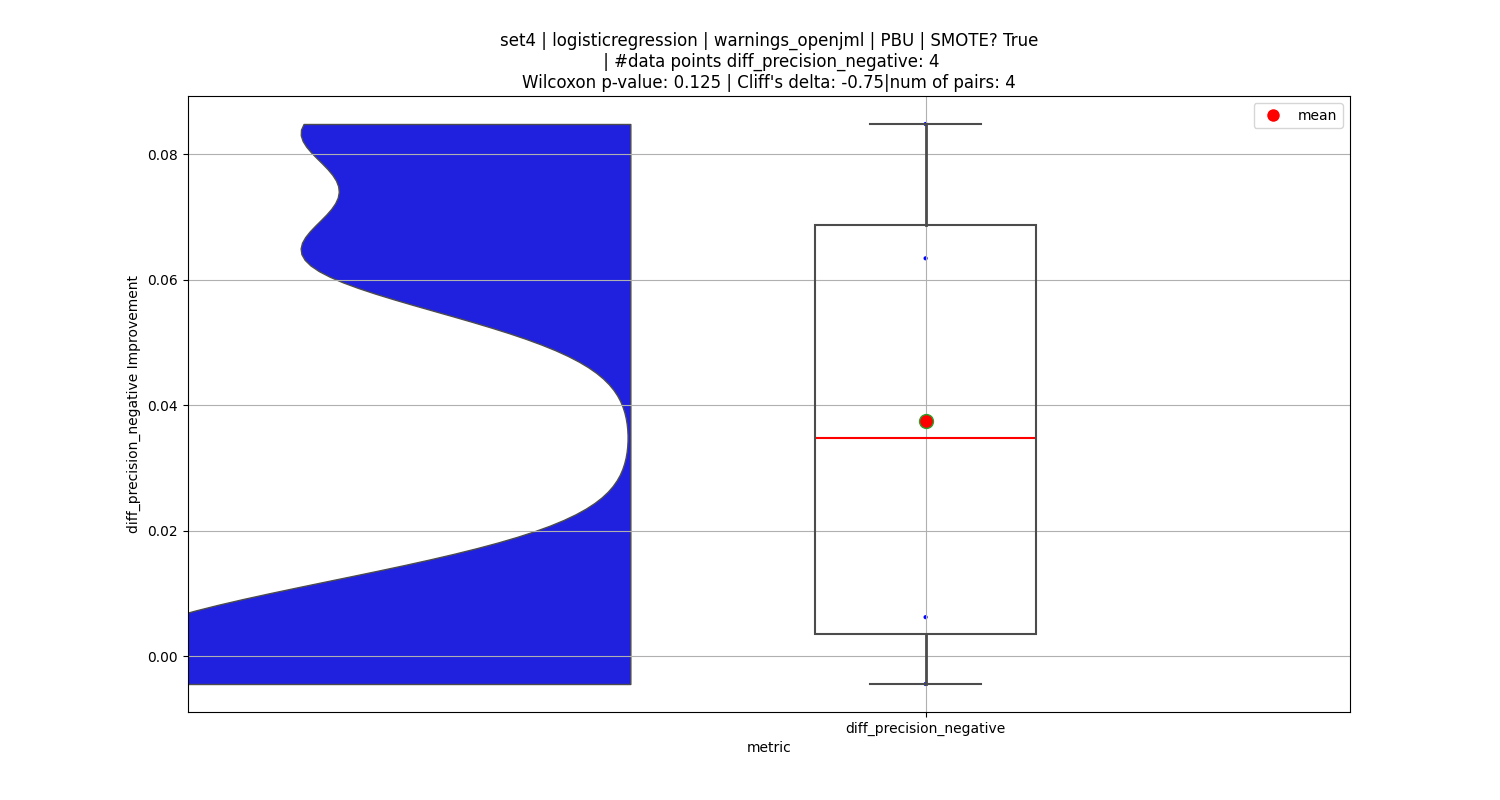 set4 | logisticregression | warnings_openjml | PBU | SMOTE? True
| #data points diff_precision_negative: 4
Wilcoxon p-value: 0.125 | Cliff's delta: -0.75|num of pairs: 4
mean
0.08
0.06
0.04
0.02
0.00
diff_precision_negative Improvement
diff_precision_negative
metric